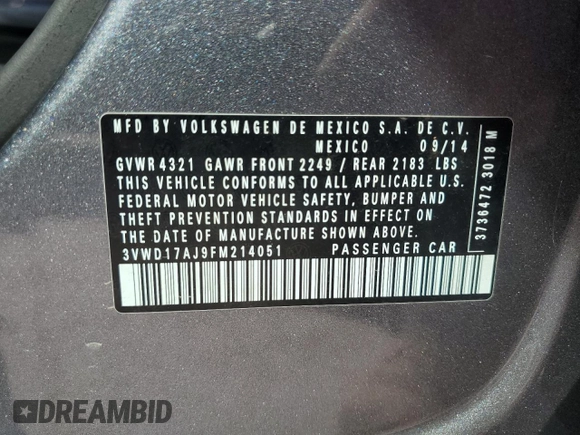 MFD BY VOLKSWAGEN DE MEXICO S.A. DE C.V.
MEXICO 09/14
GVWR 4321 GAWR FRONT 2249 / REAR 2183 LBS
THIS VEHICLE CONFORMS TO ALL APPLICABLE U.S.
FEDERAL MOTOR VEHICLE SAFETY, BUMPER AND
THEFT PREVENTION STANDARDS IN EFFECT ON
THE DATE OF MANUFACTURE SHOWN ABOVE
3VWD17AJ9FM214051 PASSENGER CAR
3736472 3018 M
DREAMBID